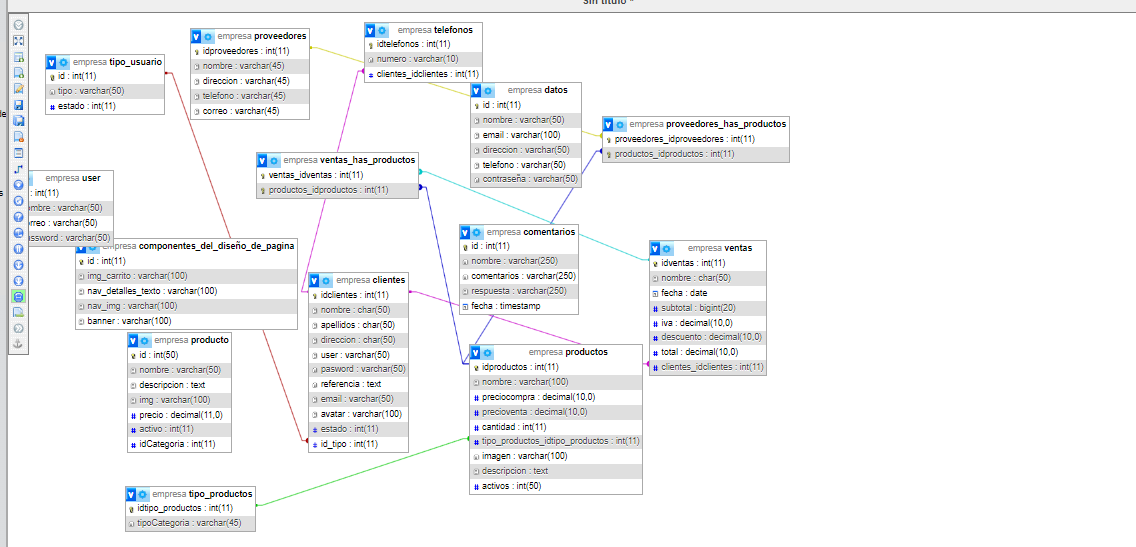 Sin título *
empresa proveedores
idproveedores : int(11)
nombre : varchar(45)
direccion : varchar(45)
telefono : varchar(45)
correo : varchar(45)
empresa telefonos
idtelefonos : int(11)
numero : varchar(10)
clientes_idclientes : int(11)
empresa tipo_usuario
id : int(11)
tipo : varchar(50)
estado : int(11)
empresa datos
id : int(11)
nombre : varchar(50)
email : varchar(100)
direccion : varchar(50)
telefono : varchar(50)
contraseña : varchar(50)
empresa proveedores_has_productos
proveedores_idproveedores : int(11)
productos_idproductos : int(11)
empresa ventas_has_productos
ventas_idventas : int(11)
productos_idproductos : int(11)
empresa user
: int(11)
ombre : varchar(50)
orreo : varchar(50)
assword : varchar(50)
empresa componentes_del_diseño_de_pagina
id : int(11)
img_carrito : varchar(100)
nav_detalles_texto : varchar(100)
nav_img : varchar(100)
banner : varchar(100)
empresa comentarios
id : int(11)
nombre : varchar(250)
comentarios : varchar(250)
respuesta : varchar(250)
fecha : timestamp
empresa ventas
idventas : int(11)
nombre : char(50)
fecha : date
subtotal : bigint(20)
iva : decimal(10,0)
descuento : decimal(10,0)
total : decimal(10,0)
clientes_idclientes : int(11)
empresa clientes
idclientes : int(11)
nombre : char(50)
apellidos : char(50)
direccion : char(50)
user : varchar(50)
pasword : varchar(50)
referencia : text
email : varchar(50)
avatar : varchar(100)
estado : int(11)
id_tipo : int(11)
empresa producto
id : int(50)
nombre : varchar(50)
descripcion : text
img : varchar(100)
precio : decimal(11,0)
activo : int(11)
idCategoria : int(11)
empresa productos
idproductos : int(11)
nombre : varchar(100)
preciocompra : decimal(10,0)
precioventa : decimal(10,0)
cantidad : int(11)
tipo_productos_idtipo_productos : int(11)
imagen : varchar(100)
descripcion : text
activos : int(50)
empresa tipo_productos
idtipo_productos : int(11)
tipoCategoria : varchar(45)